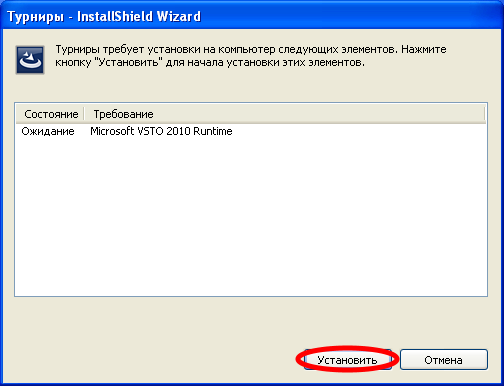 Турниры - InstallShield Wizard
Турниры требует установки на компьютер следующих элементов. Нажмите
кнопку "Установить" для начала установки этих элементов.
Состояние Требование
Ожидание Microsoft VSTO 2010 Runtime
Установить Отмена